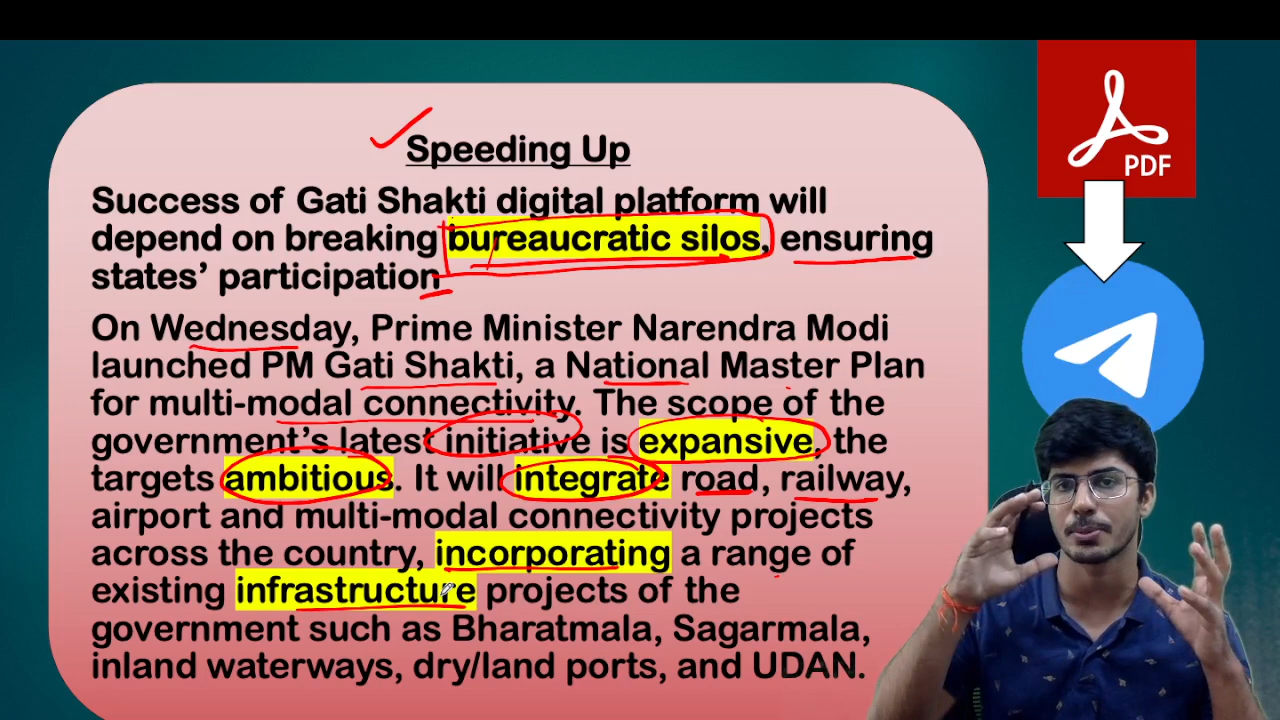 Speeding Up
Success of Gati Shakti digital platform will
depend on breaking bureaucratic silos, ensuring
states' participation
On Wednesday, Prime Minister Narendra Modi
launched PM Gati Shakti, a National Master Plan
for multi-modal connectivity. The scope of the
government's latest initiative is expansive, the
targets ambitious. It will integrate road, railway,
airport and multi-modal connectivity projects
across the country, incorporating a range of
existing infrastructure projects of the
government such as Bharatmala, Sagarmala,
inland waterways, dry/land ports, and UDAN.
PDF